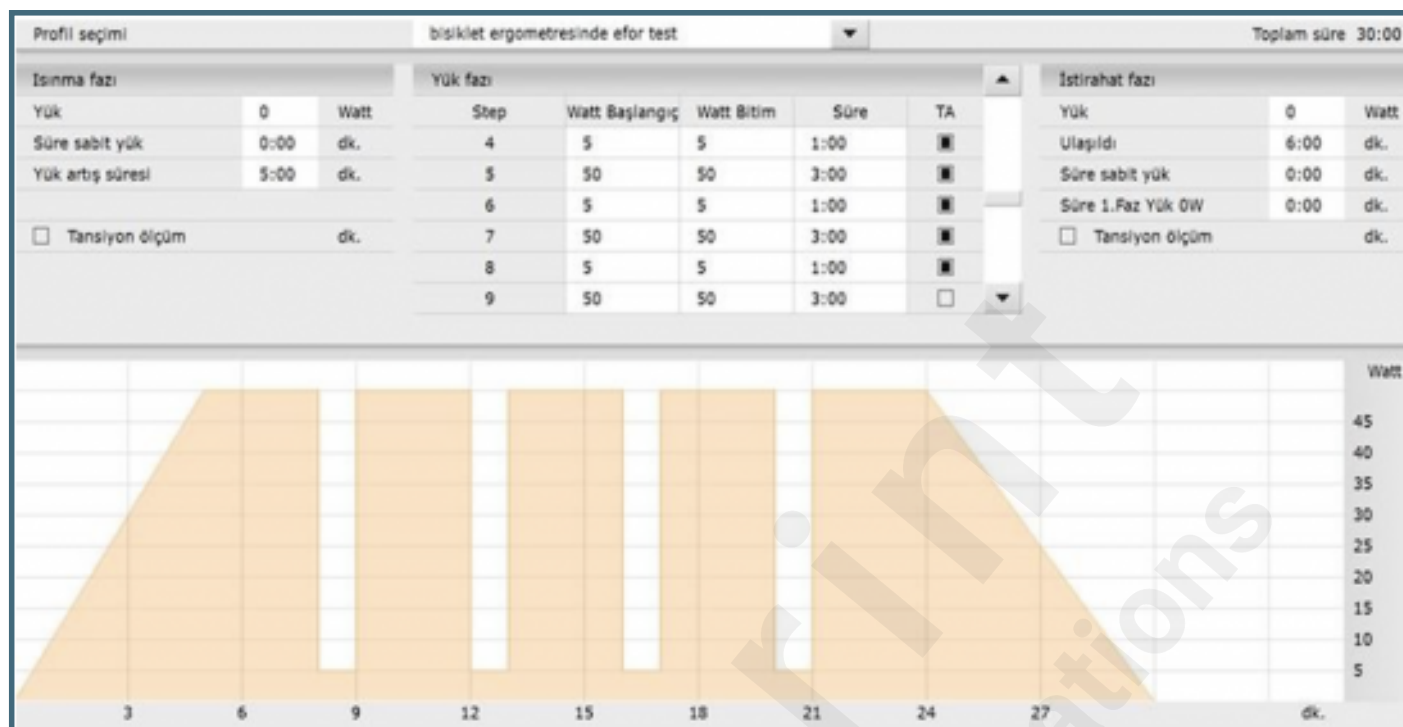 Profil seçimi bisiklet ergometresinde efor test Toplam süre 30:00
Isınma fazı Yük fazı İstirahat fazı
Yük 0 Watt Step Watt Başlangıç Watt Bitim Süre TA Yük 0 Watt
Süre sabit yük 0:00 dk. 4 5 5 1:00 Ulaşıldı 6:00 dk.
Yük artış süresi 5:00 dk. 5 50 50 3:00 Süre sabit yük 0:00 dk.
6 5 5 1:00 Süre 1.Faz Yük 0W 0:00 dk.
Tansiyon ölçüm dk. 7 50 50 3:00 Tansiyon ölçüm dk.
8 5 5 1:00
9 50 50 3:00
Watt
45
40
35
30
25
20
15
10
5
3 6 9 12 15 18 21 24 27 dk.